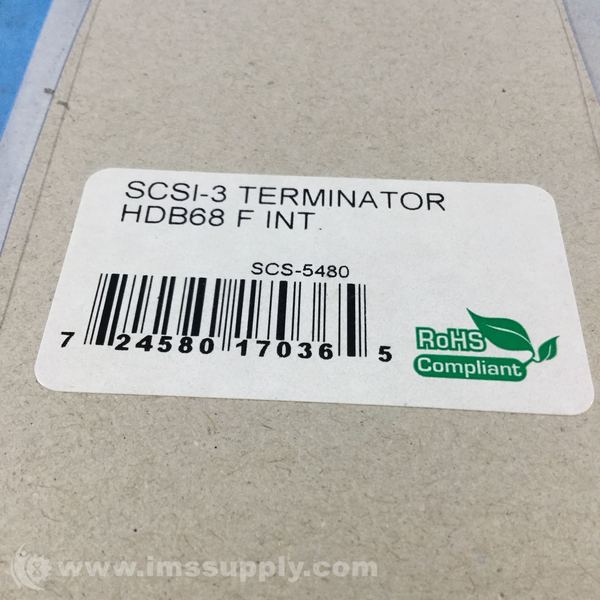 SCSI-3 TERMINATOR
HDB68 F INT.
SCS-5480
7 24580 17036 5
RoHS
Compliant
www.imssupply.com